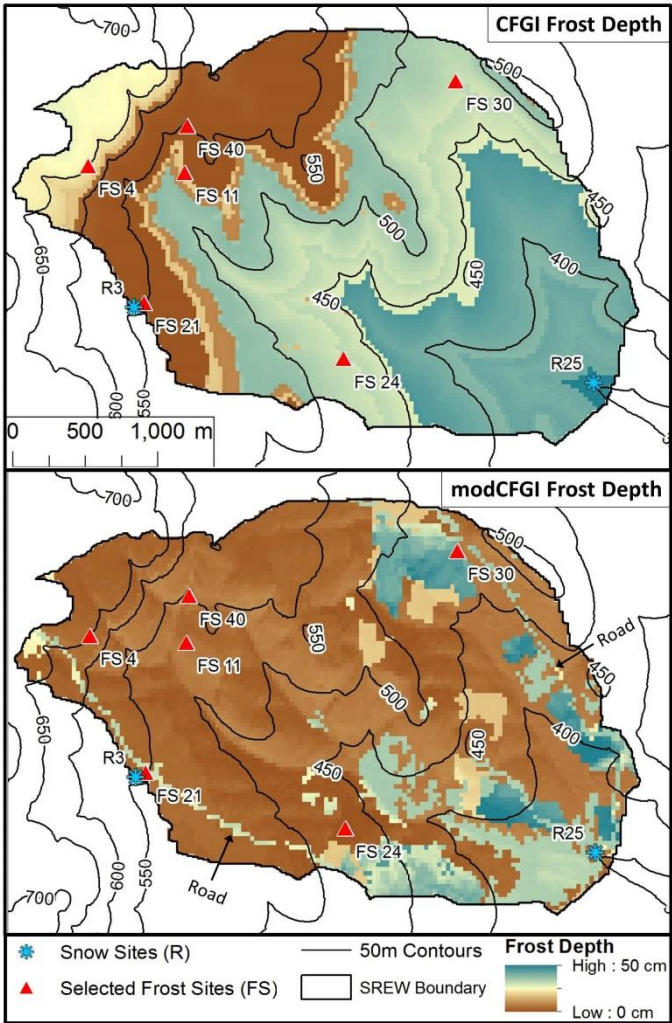 CFGI Frost Depth
700
500
FS 30
FS 40
FS 4
FS 11
550
500
450
650
400
R3
450
FS 21
FS 24
R25
600
550
0 500 1,000 m
modCFGI Frost Depth
700
500
FS 30
FS 40
Road
FS 4
FS 11
550
450
650
500
400
450
R3
450
FS 21
FS 24
R25
600
550
Road
700
Snow Sites (R)
50m Contours
Frost Depth
High : 50 cm
Selected Frost Sites (FS)
SREW Boundary
Low : 0 cm